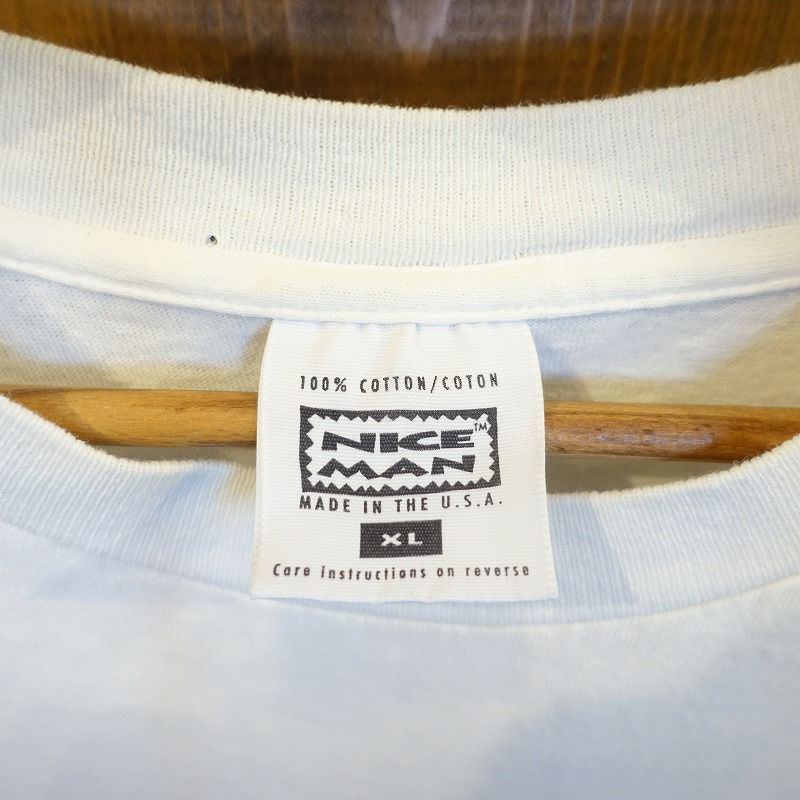 100% COTTON/COTON
NICE™
MAN
MADE IN THE U.S.A.
XL
Care instructions on reverse